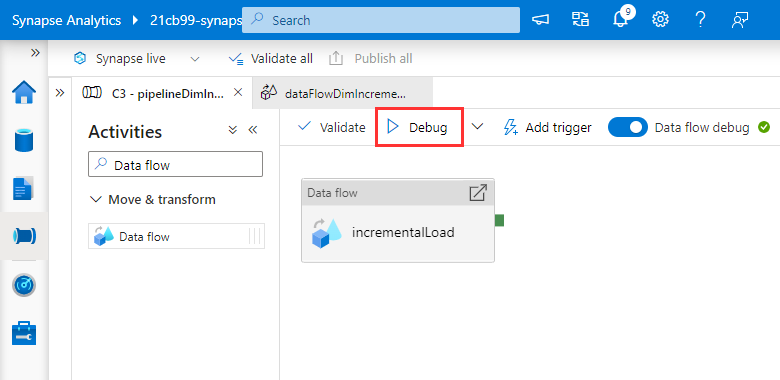 Synapse Analytics
21cb99-synaps
Search
9
Synapse live
Validate all
Publish all
C3 - pipelineDimIn...
dataFlowDimIncreme...
Activities
Validate
Debug
Add trigger
Data flow debug
Data flow
Move & transform
Data flow
Data flow
incrementalLoad